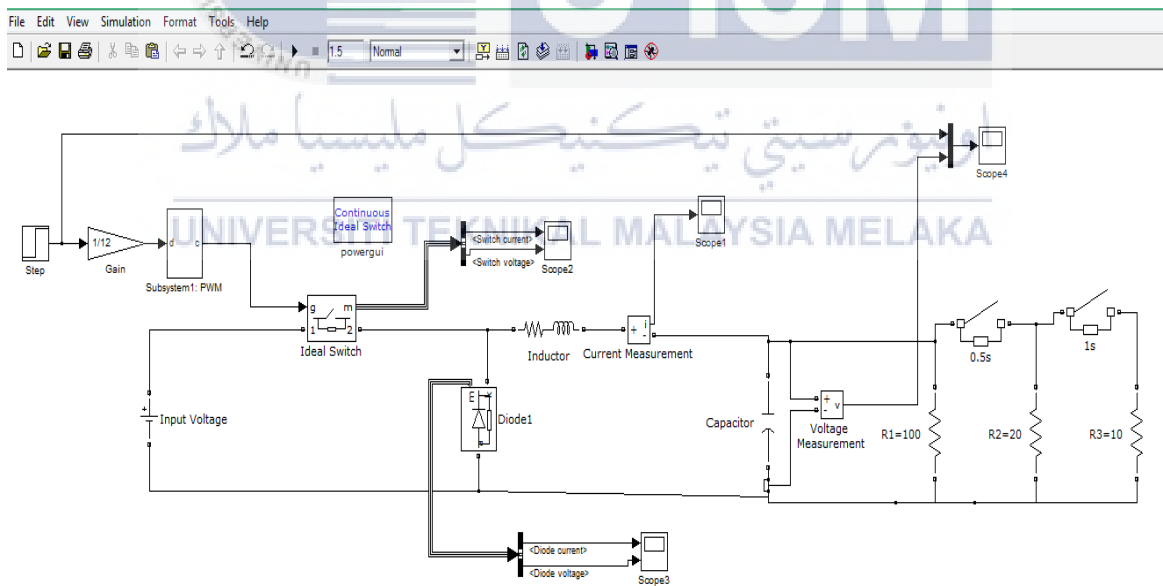 UTeM
File Edit View Simulation Format Tools Help
1.5 Normal
اونيورسيتي تيكنيكل مليسيا ملاك
UNIVERSITI TEKNIKAL MALAYSIA MELAKA
Scope4
Continuous
Ideal Switch
powergui
Scope1
<Switch current>
<Switch voltage>
Scope2
Step
1/12
Gain
d c
Subsystem1: PWM
g m
1 2
Ideal Switch
Inductor
+ i
-
Current Measurement
0.5s
1s
Input Voltage
+
Diode1
Capacitor
+ v
-
Voltage
Measurement
R1=100
R2=20
R3=10
<Diode current>
<Diode voltage>
Scope3